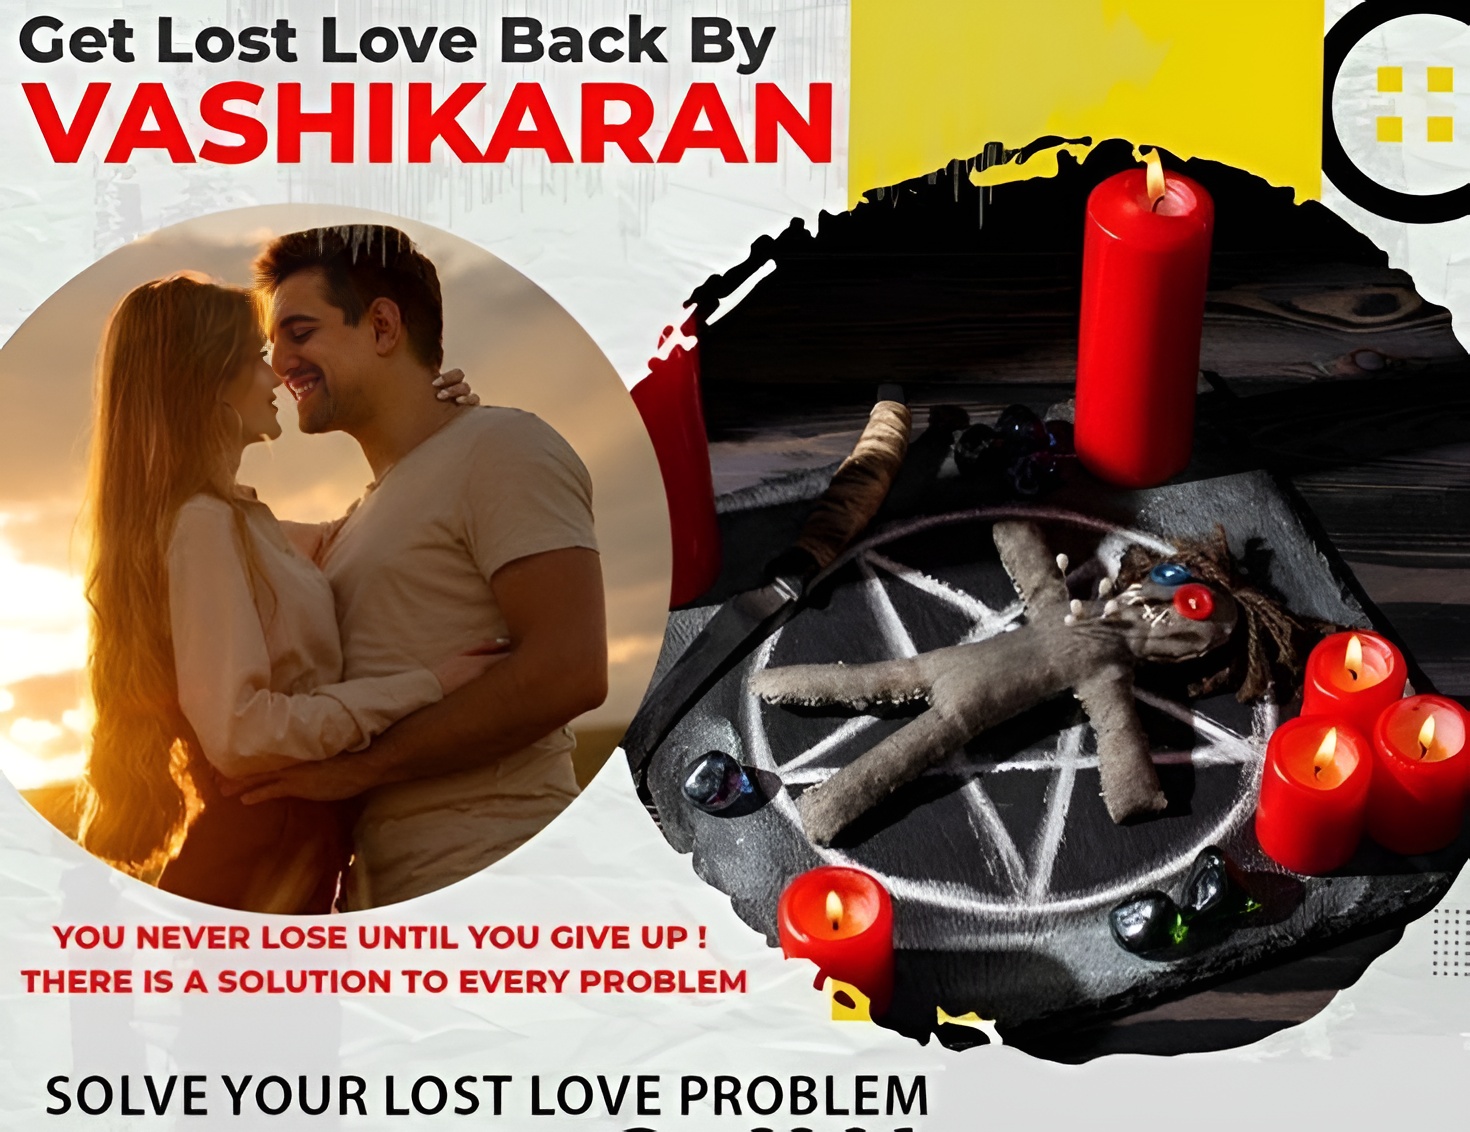 Get Lost Love Back By
VASHIKARAN
YOU NEVER LOSE UNTIL YOU GIVE UP !
THERE IS A SOLUTION TO EVERY PROBLEM
SOLVE YOUR LOST LOVE PROBLEM